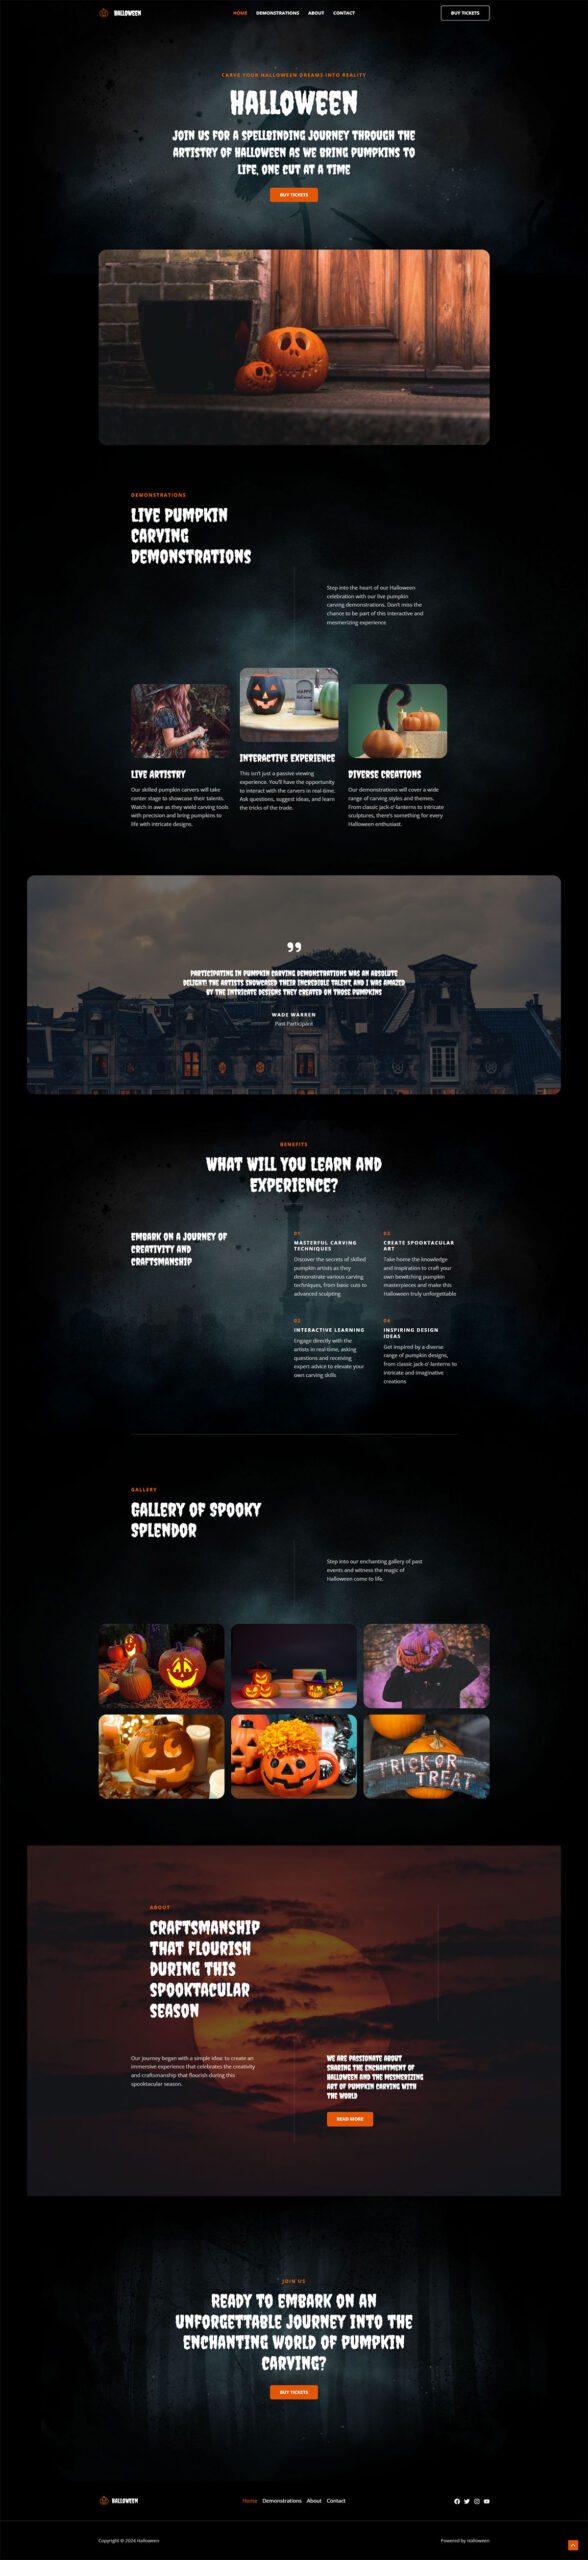 HALLOWEEN
HOME DEMONSTRATIONS ABOUT CONTACT
BUY TICKETS
CARVE YOUR HALLOWEEN DREAMS INTO REALITY
HALLOWEEN
JOIN US FOR A SPELLBINDING JOURNEY THROUGH THE
ARTISTRY OF HALLOWEEN AS WE BRING PUMPKINS TO
LIFE, ONE CUT AT A TIME
BUY TICKETS
DEMONSTRATIONS
LIVE PUMPKIN
CARVING
DEMONSTRATIONS
Step into the heart of our Halloween
celebration with our live pumpkin
carving demonstrations. Don't miss the
chance to be part of this interactive and
mesmerizing experience
HAPPY
LIVE ARTISTRY
Our skilled pumpkin carvers will take
center stage to showcase their talents.
Watch in awe as they wield carving tools
with precision and bring pumpkins to
life with intricate designs.
INTERACTIVE EXPERIENCE
This isn't just a passive viewing
experience. You'll have the opportunity
to interact with the carvers in real-time.
Ask questions, suggest ideas, and learn
the tricks of the trade.
DIVERSE CREATIONS
Our demonstrations will cover a wide
range of carving styles and themes.
From classic jack-o'-lanterns to intricate
sculptures, there's something for every
Halloween enthusiast.
PARTICIPATING IN PUMPKIN CARVING DEMONSTRATIONS WAS AN ABSOLUTE
DELIGHT! THE ARTISTS SHOWCASED THEIR INCREDIBLE TALENT, AND I WAS AMAZED
BY THE INTRICATE DESIGNS THEY CREATED ON THOSE PUMPKINS
WADE WARREN
Past Participant
BENEFITS
WHAT WILL YOU LEARN AND
EXPERIENCE?
EMBARK ON A JOURNEY OF
CREATIVITY AND
CRAFTSMANSHIP
01
MASTERFUL CARVING
TECHNIQUES
Discover the secrets of skilled
pumpkin artists as they
demonstrate various carving
techniques, from basic cuts to
advanced sculpting
03
CREATE SPOOKTACULAR
ART
Take home the knowledge
and inspiration to craft your
own bewitching pumpkin
masterpieces and make this
Halloween truly unforgettable
02
INTERACTIVE LEARNING
Engage directly with the
artists in real-time, asking
questions and receiving
expert advice to elevate your
own carving skills
04
INSPIRING DESIGN
IDEAS
Get inspired by a diverse
range of pumpkin designs,
from classic jack-o'-lanterns to
intricate and imaginative
creations
GALLERY
GALLERY OF SPOOKY
SPLENDOR
Step into our enchanting gallery of past
events and witness the magic of
Halloween come to life.
TRICK OR
TREAT
ABOUT
CRAFTSMANSHIP
THAT FLOURISH
DURING THIS
SPOOKTACULAR
SEASON
Our journey began with a simple idea: to create an
immersive experience that celebrates the creativity
and craftsmanship that flourish during this
spooktacular season.
WE ARE PASSIONATE ABOUT
SHARING THE ENCHANTMENT OF
HALLOWEEN AND THE MESMERIZING
ART OF PUMPKIN CARVING WITH
THE WORLD
READ MORE
JOIN US
READY TO EMBARK ON AN
UNFORGETTABLE JOURNEY INTO THE
ENCHANTING WORLD OF PUMPKIN
CARVING?
BUY TICKETS
HALLOWEEN
Home Demonstrations About Contact
Copyright © 2024 Halloween
Powered by Halloween